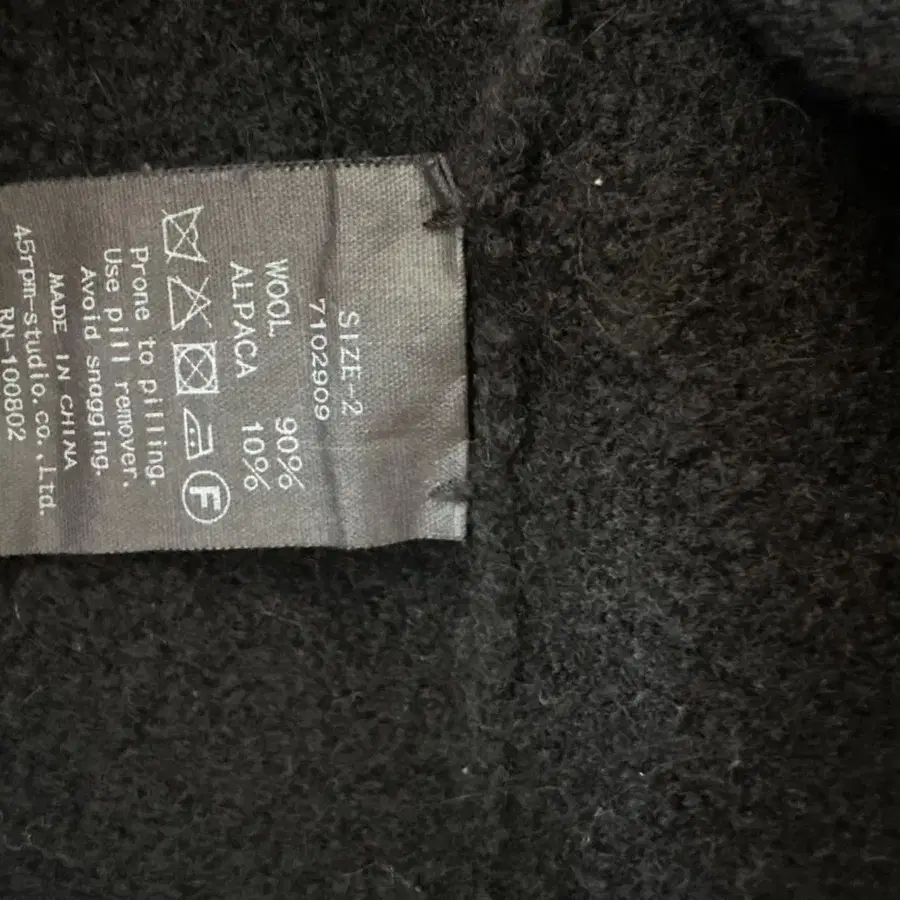 SIZE-2
7102909
WOOL 90%
ALPACA 10%
F
Prone to pilling.
Use pill remover.
Avoid snagging.
MADE IN CHINA
45rpm-studio.co.,Ltd.
RN-100802